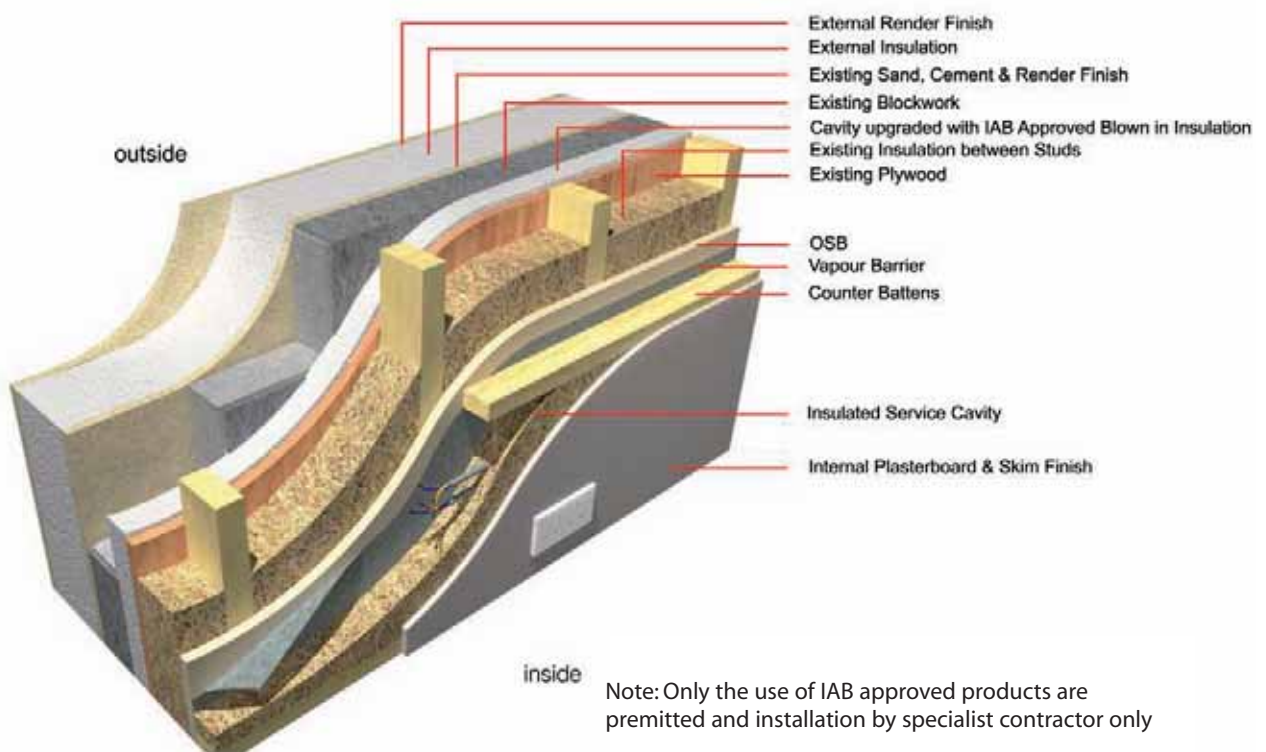 External Render Finish
External Insulation
Existing Sand, Cement & Render Finish
Existing Blockwork
outside
Cavity upgraded with IAB Approved Blown in Insulation
Existing Insulation between Studs
Existing Plywood
OSB
Vapour Barrier
Counter Battens
Insulated Service Cavity
Internal Plasterboard & Skim Finish
inside
Note: Only the use of IAB approved products are
premitted and installation by specialist contractor only